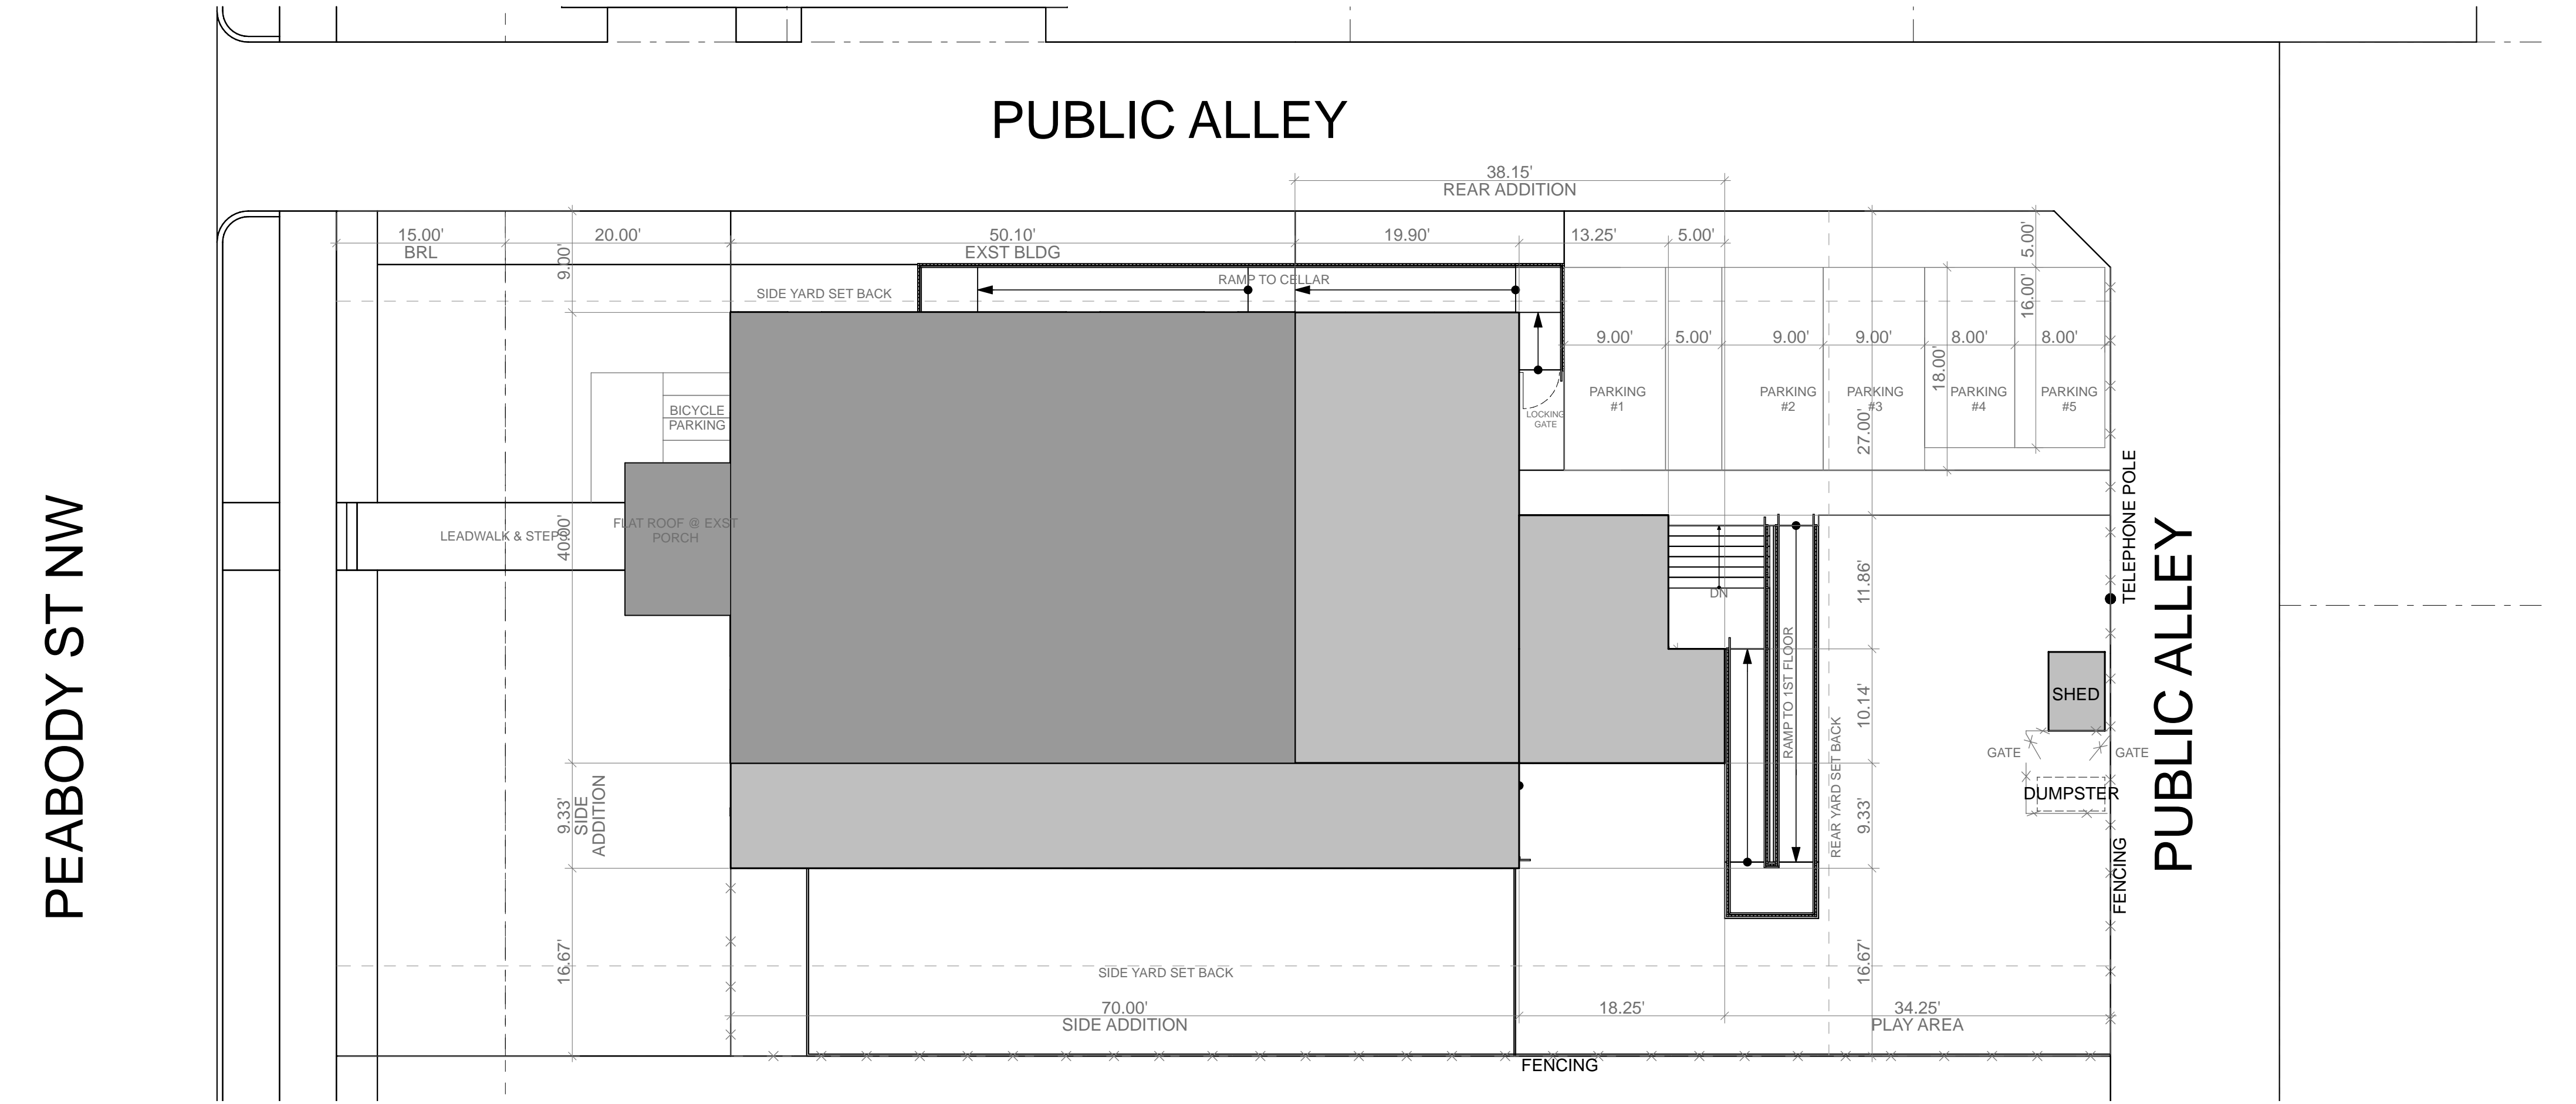 PUBLIC ALLEY
38.15'
REAR ADDITION
15.00'
BRL
20.00'
50.10'
EXST BLDG
19.90'
13.25'
5.00'
5.00'
9.00'
RAMP TO CELLAR
SIDE YARD SET BACK
16.00'
9.00'
5.00'
9.00'
9.00'
8.00'
8.00'
18.00'
PARKING
#1
PARKING
#2
PARKING
#3
PARKING
#4
PARKING
#5
LOCKING
GATE
27.00'
BICYCLE
PARKING
FLAT ROOF @ EXST
PORCH
LEADWALK & STEPS
40.00'
PEABODY ST NW
TELEPHONE POLE
PUBLIC ALLEY
DN
11.86'
RAMP TO 1ST FLOOR
10.14'
REAR YARD SET BACK
SHED
GATE
GATE
DUMPSTER
9.33'
SIDE
ADDITION
9.33'
FENCING
16.67'
16.67'
SIDE YARD SET BACK
70.00'
SIDE ADDITION
18.25'
34.25'
PLAY AREA
FENCING